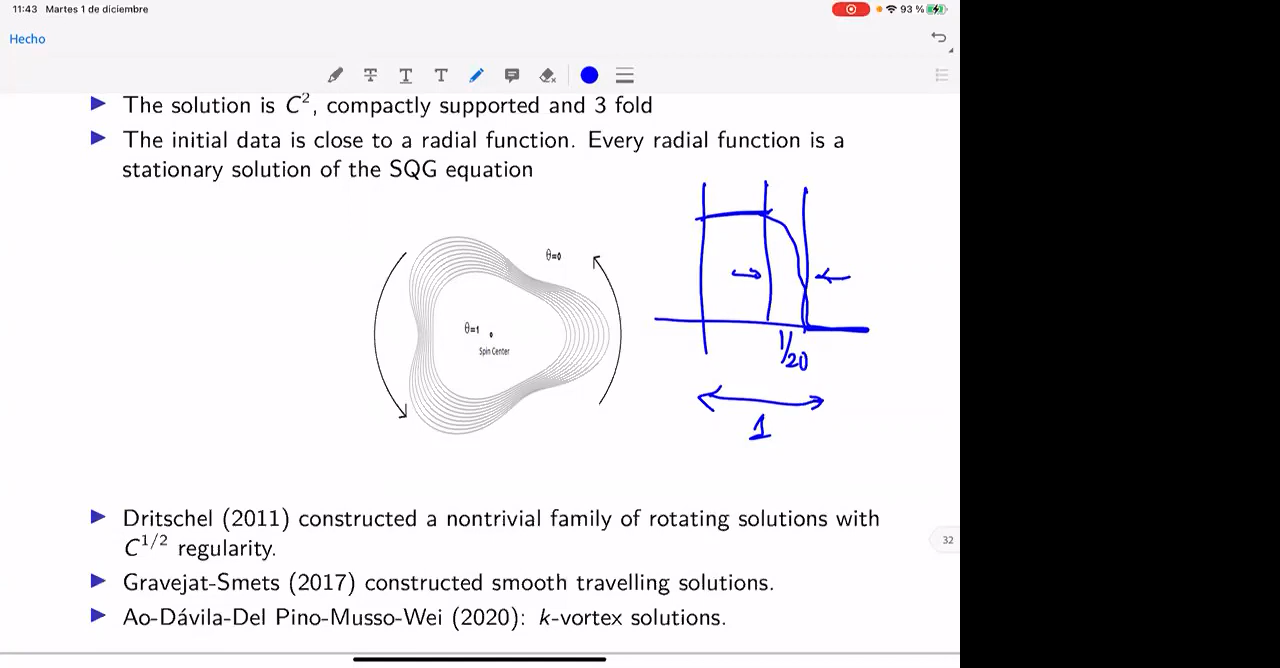 11:43 Martes 1 de diciembre
93 %
Hecho
T T T
▶ The solution is C², compactly supported and 3 fold
▶ The initial data is close to a radial function. Every radial function is a
stationary solution of the SQG equation
θ=0
θ=1
Spin Center
1/20
1
▶ Dritschel (2011) constructed a nontrivial family of rotating solutions with
C^{1/2} regularity.
32
▶ Gravejat-Smets (2017) constructed smooth travelling solutions.
▶ Ao-Dávila-Del Pino-Musso-Wei (2020): k-vortex solutions.